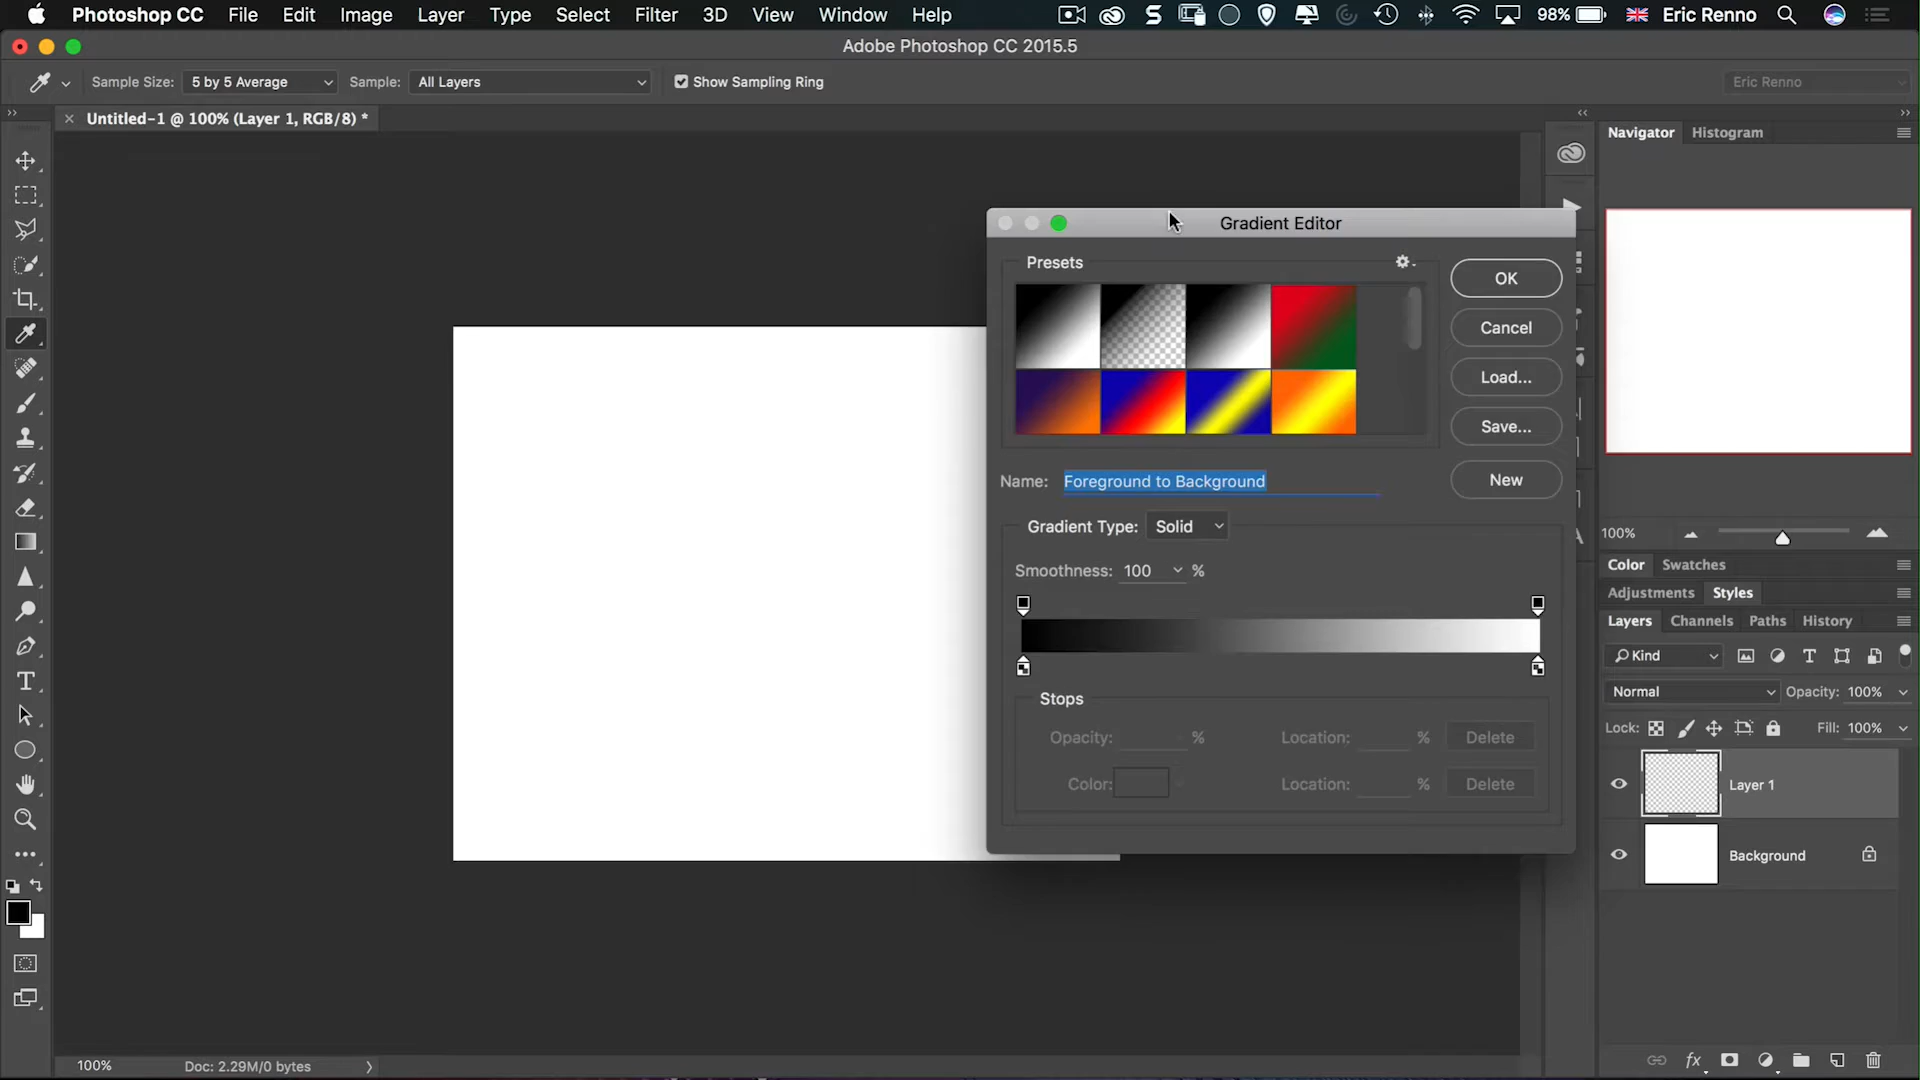 Photoshop CC File Edit Image Layer Type Select Filter 3D View Window Help 98% Eric Renno
Adobe Photoshop CC 2015.5
Sample Size: 5 by 5 Average Sample: All Layers Show Sampling Ring Eric Renno
Untitled-1 @ 100% (Layer 1, RGB/8) *
Navigator Histogram
Gradient Editor
Presets
OK
Cancel
Load...
Save...
Name: Foreground to Background
New
Gradient Type: Solid
Smoothness: 100 %
Stops
Opacity: % Location: % Delete
Color: Location: % Delete
100%
Color Swatches
Adjustments Styles
Layers Channels Paths History
Kind
Normal Opacity: 100%
Lock: Fill: 100%
Layer 1
Background
100% Doc: 2.29M/0 bytes
fx